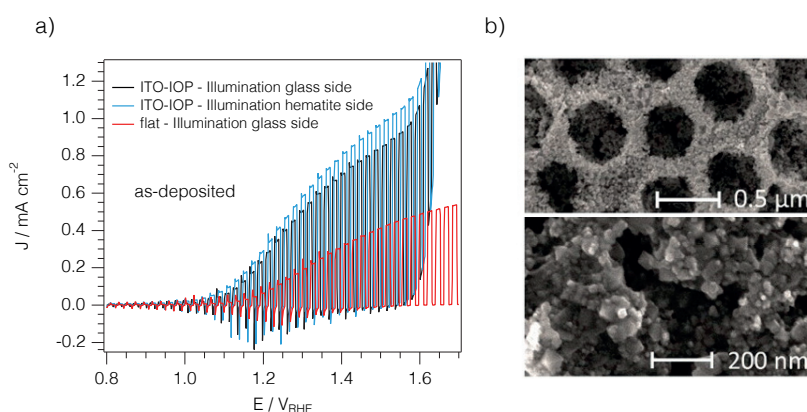 a)
b)
1.2
1.0
0.8
0.6
0.4
0.2
0.0
-0.2
J / mA cm⁻²
ITO-IOP - Illumination glass side
ITO-IOP - Illumination hematite side
flat - Illumination glass side
as-deposited
0.8 1.0 1.2 1.4 1.6
E / V_RHE
0.5 µm
200 nm